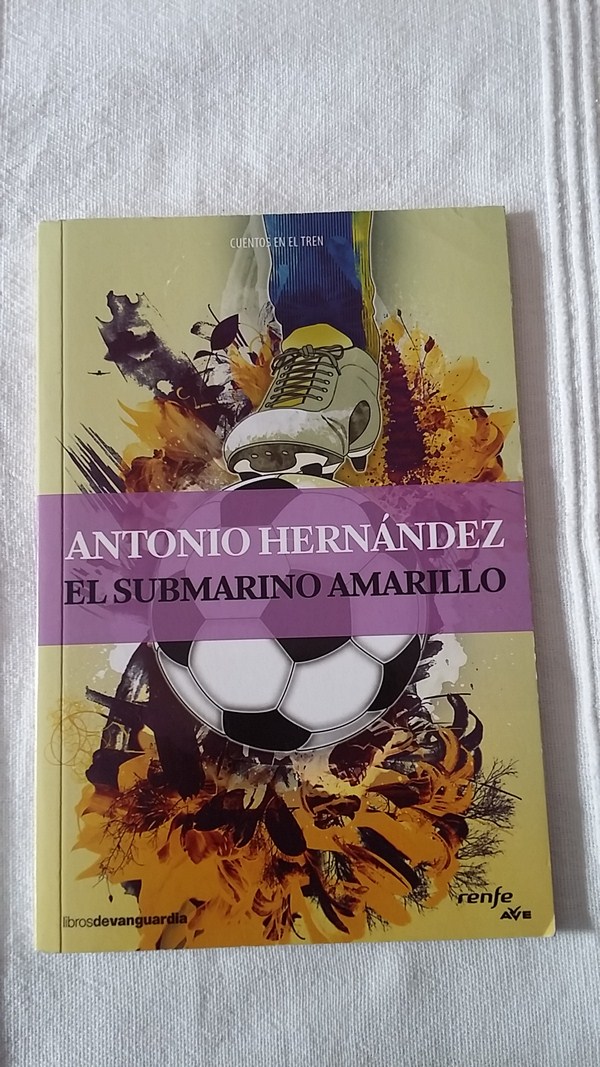 CUENTOS EN EL TREN
ANTONIO HERNÁNDEZ
EL SUBMARINO AMARILLO
librosdevanguardia
renfe
AVE